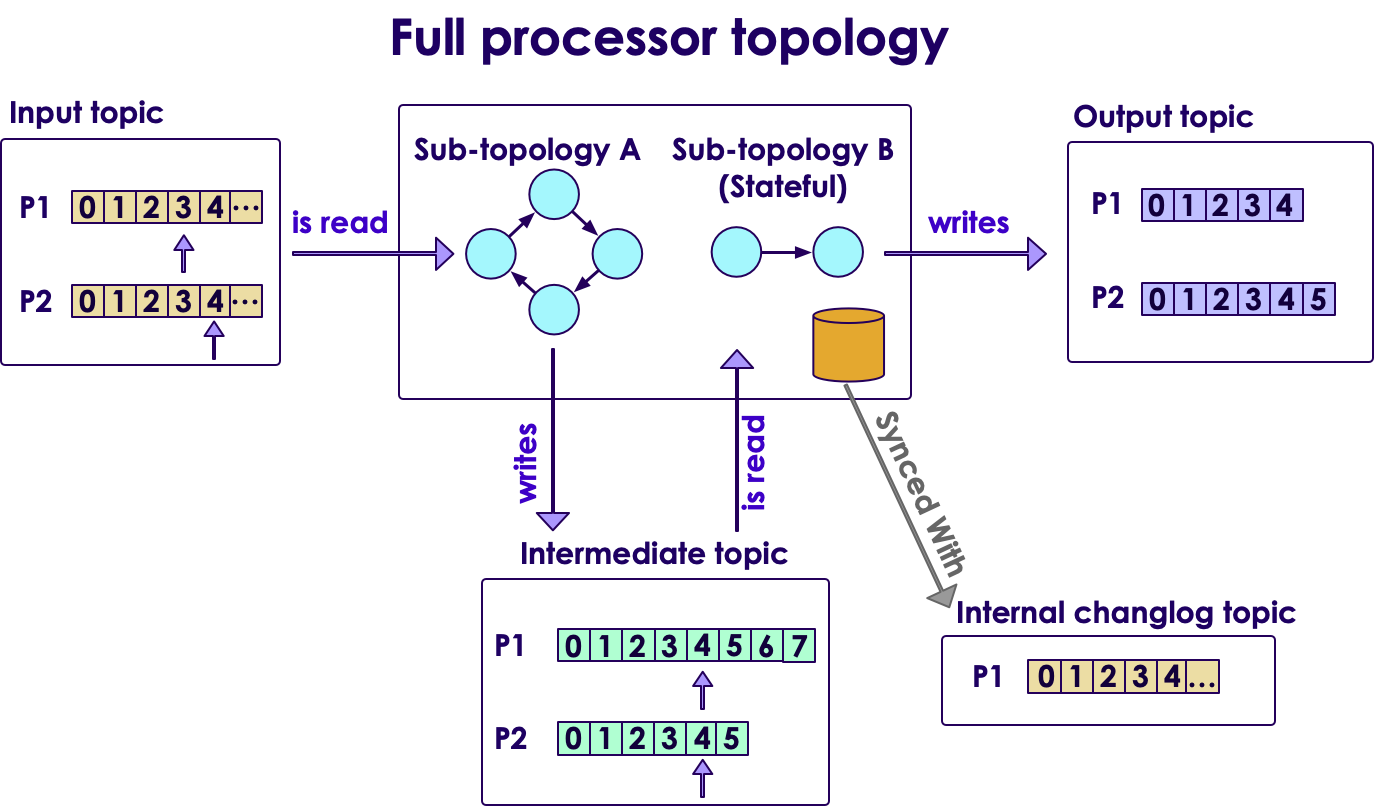 Full processor topology
Input topic
P1 0 1 2 3 4 ...
P2 0 1 2 3 4 ...
is read
Sub-topology A
Sub-topology B
(Stateful)
writes
Output topic
P1 0 1 2 3 4
P2 0 1 2 3 4 5
writes
is read
Synced With
Intermediate topic
P1 0 1 2 3 4 5 6 7
P2 0 1 2 3 4 5
Internal changlog topic
P1 0 1 2 3 4 ...